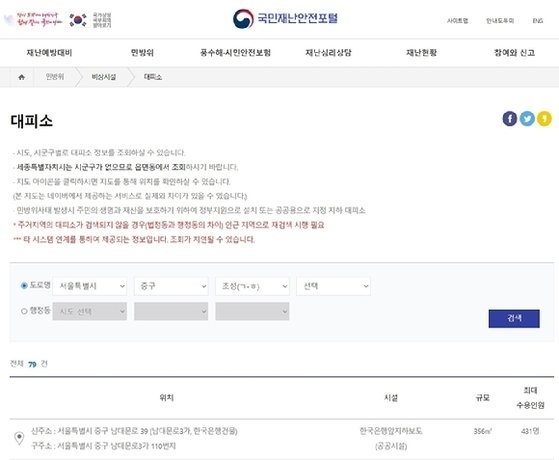 국가상징
알아보기
국민재난안전포털
사이트맵 안내도우미 ENG
재난예방대비 민방위 풍수해·시민안전보험 재난심리상담 재난현황 참여와 신고
민방위 비상시설 대피소
대피소
- 시도, 시군구별로 대피소 정보를 조회하실 수 있습니다.
- 세종특별자치시는 시군구가 없으므로 읍면동에서 조회하시기 바랍니다.
- 지도 아이콘을 클릭하시면 지도를 통해 위치를 확인하실 수 있습니다.
(본 지도는 네이버에서 제공하는 서비스로 실제와 차이가 있을 수 있습니다.)
- 민방위사태 발생시 주민의 생명과 재산을 보호하기 위하여 정부지원으로 설치 또는 공공용으로 지정 지하 대피소
* 주거지역의 대피소가 검색되지 않을 경우(법정동과 행정동의 차이) 인근 지역으로 재검색 시행 필요
*** 타 시스템 연계를 통하여 제공되는 정보입니다. 조회가 지연될 수 있습니다.
도로명 서울특별시 중구 초성(ㄱ-ㅎ) 선택
행정동 시도 선택
검색
전체 79 건
위치 시설 규모 최대 수용인원
신주소 : 서울특별시 중구 남대문로 39 (남대문로3가, 한국은행건물) 한국은행앞지하보도 356㎡ 431명
구주소 : 서울특별시 중구 남대문로3가 110번지 (공공시설)